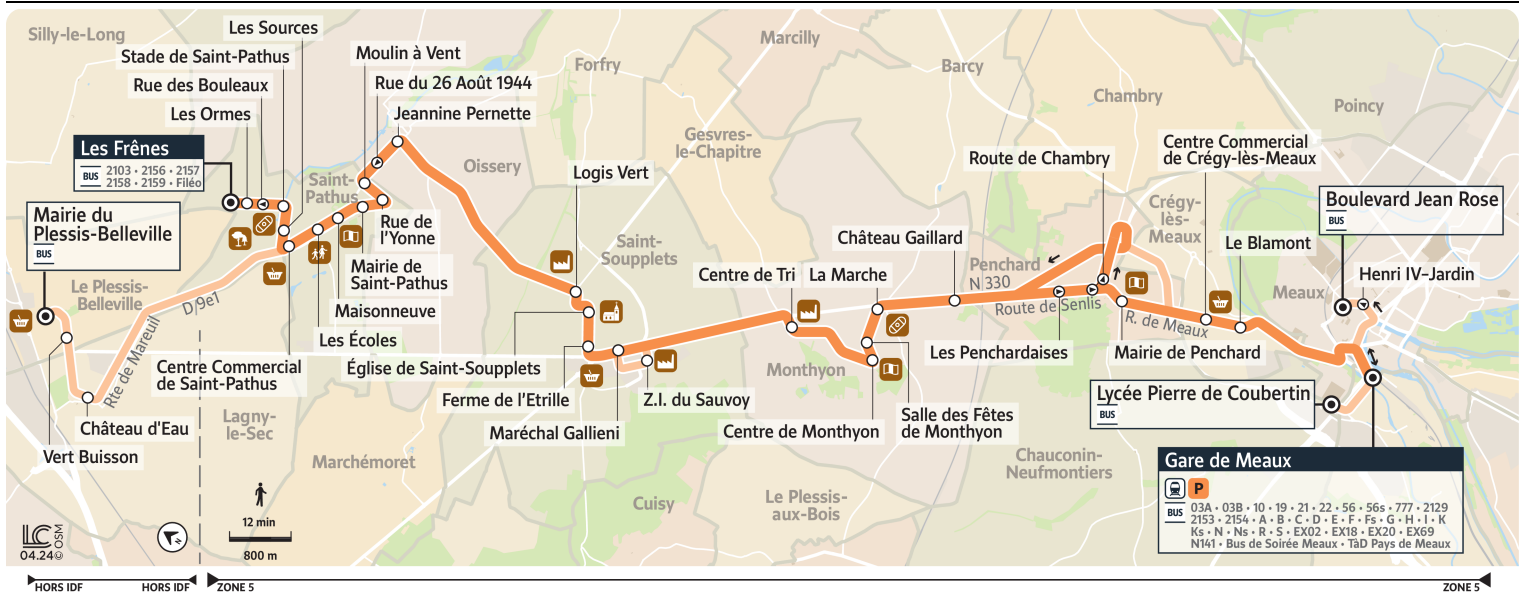 Silly-le-Long
Les Sources
Stade de Saint-Pathus
Rue des Bouleaux
Les Ormes
Les Frênes
BUS
2103 • 2156 • 2157
2158 • 2159 • Filéo
Mairie du
Plessis-Belleville
BUS
Moulin à Vent
Rue du 26 Août 1944
Jeannine Pernette
Forfry
Marcilly
Barcy
Chambry
Poincy
Gesvres-
le-Chapitre
Oissery
Saint-
Pathus
Logis Vert
Rue de
l'Yonne
Mairie de
Saint-Pathus
Maisonneuve
Les Écoles
Saint-
Soupplets
Le Plessis-
Belleville
D 9e1
Rte de Mareuil
Centre Commercial
de Saint-Pathus
Château d'Eau
Vert Buisson
Lagny-
le-Sec
Marchémoret
Église de Saint-Soupplets
Ferme de l'Etrille
Maréchal Gallieni
Z.I. du Sauvoy
Cuisy
Centre de Tri
La Marche
Château Gaillard
Monthyon
Centre de Monthyon
Salle des Fêtes
de Monthyon
Le Plessis-
aux-Bois
Route de Chambry
Centre Commercial
de Crégy-lès-Meaux
Crégy-
lès-
Meaux
Penchard
N 330
Route de Senlis
R. de Meaux
Les Penchardaises
Mairie de Penchard
Le Blamont
Boulevard Jean Rose
BUS
Henri IV-Jardin
Meaux
Lycée Pierre de Coubertin
BUS
Chauconin-
Neufmontiers
Gare de Meaux
P
BUS
03A • 03B • 10 • 19 • 21 • 22 • 56 • 56s • 777 • 2129
2153 • 2154 • A • B • C • D • E • F • Fs • G • H • I • K
Ks • N • Ns • R • S • EX02 • EX18 • EX20 • EX69
N141 • Bus de Soirée Meaux • TàD Pays de Meaux
12 min
800 m
N
LC
04.24
© OSM
HORS IDF
HORS IDF
ZONE 5
ZONE 5